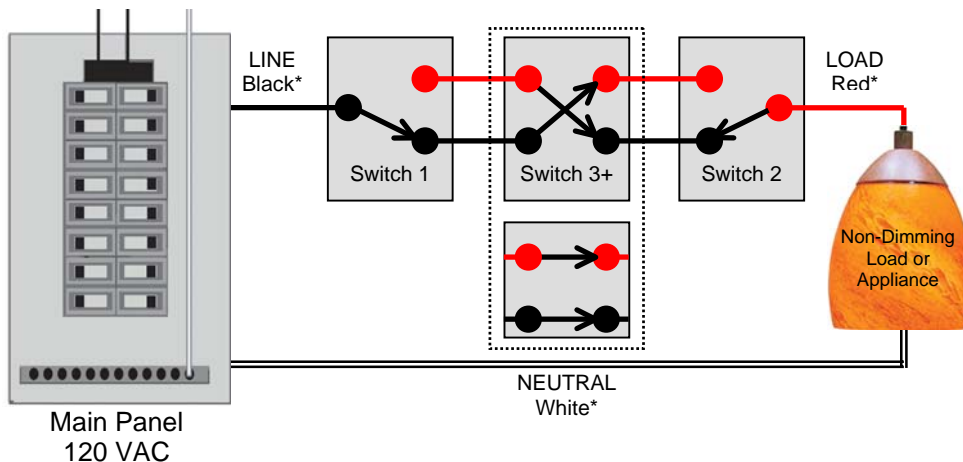 LINE
Black*
LOAD
Red*
Switch 1
Switch 3+
Switch 2
Non-Dimming
Load or
Appliance
NEUTRAL
White*
Main Panel
120 VAC